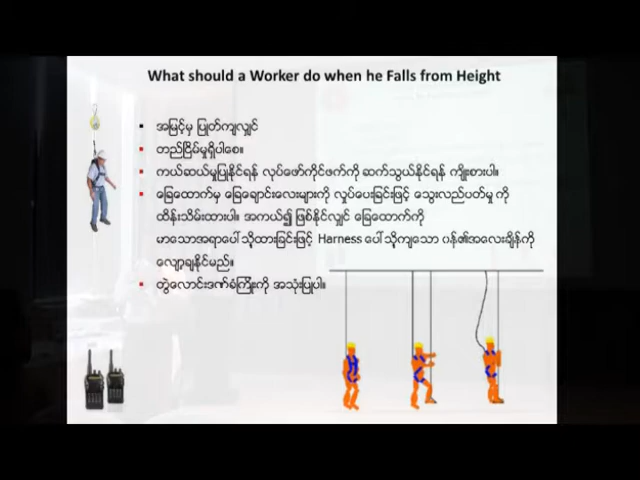 What should a Worker do when he Falls from Height
အမြင့်မှ ပြုတ်ကျလျှင်
တည်ငြိမ်မှုရှိပါစေ။
ကယ်ဆယ်မှုပြုနိုင်ရန် လုပ်ဖော်ကိုင်ဖက်ကို ဆက်သွယ်နိုင်ရန် ကြိုးစားပါ။
ခြေထောက်မှ ခြေချောင်းလေးများကို လှုပ်ပေးခြင်းဖြင့် သွေးလည်ပတ်မှု ကို
ထိန်းသိမ်းထားပါ။ အကယ်၍ ဖြစ်နိုင်လျှင် ခြေထောက်ကို
မာသောအရာပေါ်သို့ထားခြင်းဖြင့် Harness ပေါ်သို့ကျသော ဝန်၏အလေးချိန်ကို
လျော့ချနိုင်မည်။
တွဲလောင်းဒဏ်ခံကြိုးကို အသုံးပြုပါ။